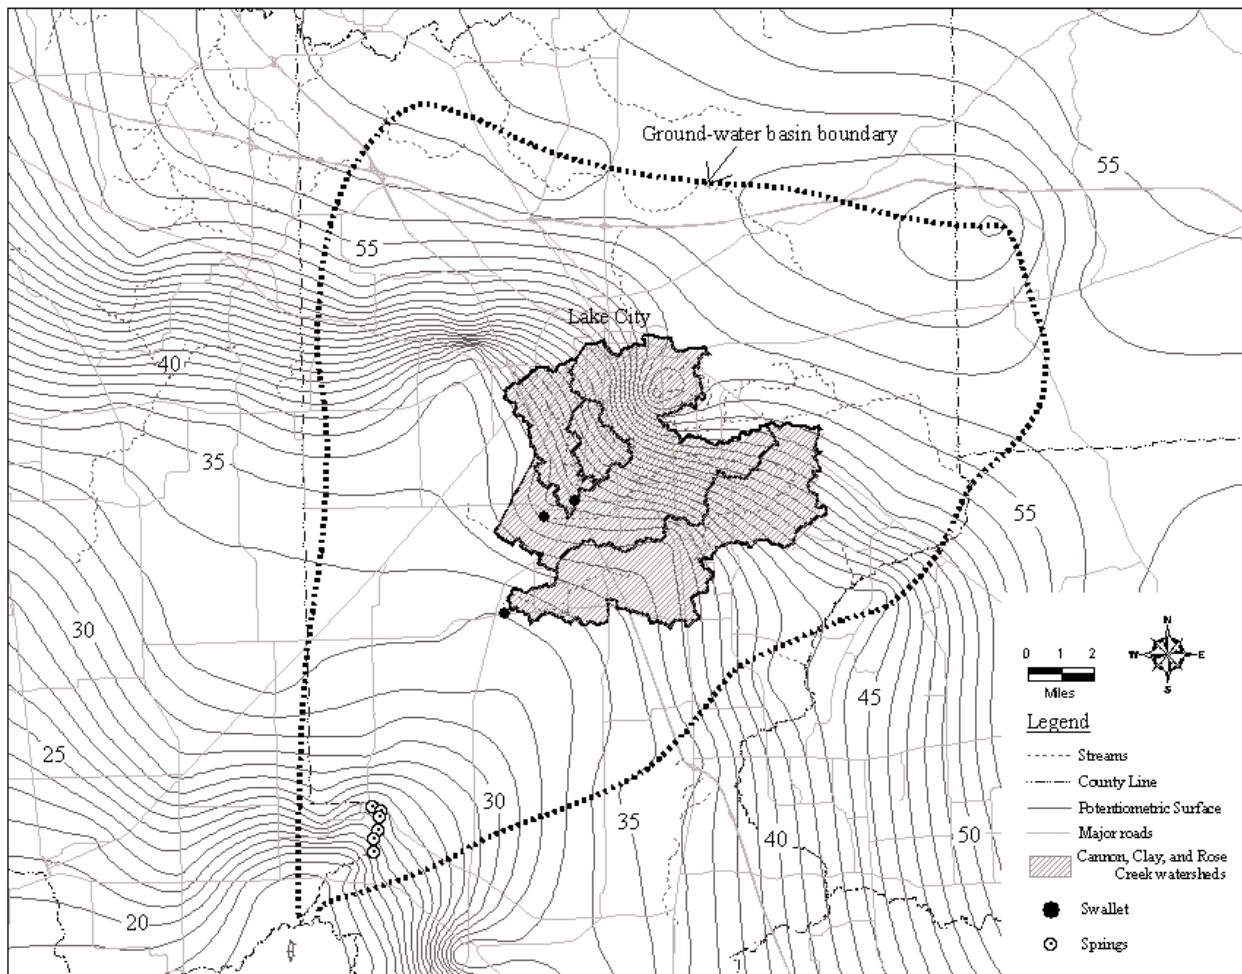 Ground-water basin boundary
55
55
Lake City
40
35
55
30
N
W E
S
0 1 2
Miles
45
Legend
Streams
25
County Line
30
Potentiometric Surface
35
Major roads
40
50
Cannon, Clay, and Rose
Creek watersheds
20
Swallet
Springs